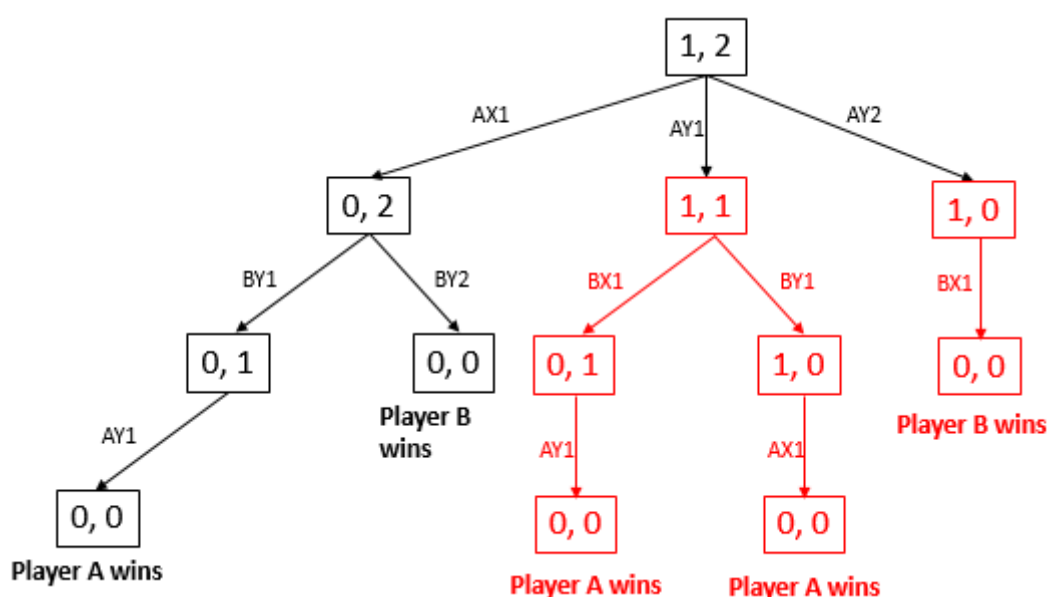 1, 2
AX1
AY1
AY2
0, 2
1, 1
1, 0
BY1
BY2
BX1
BY1
BX1
0, 1
0, 0
0, 1
1, 0
0, 0
Player B
wins
Player B wins
AY1
AY1
AX1
0, 0
0, 0
0, 0
Player A wins
Player A wins
Player A wins